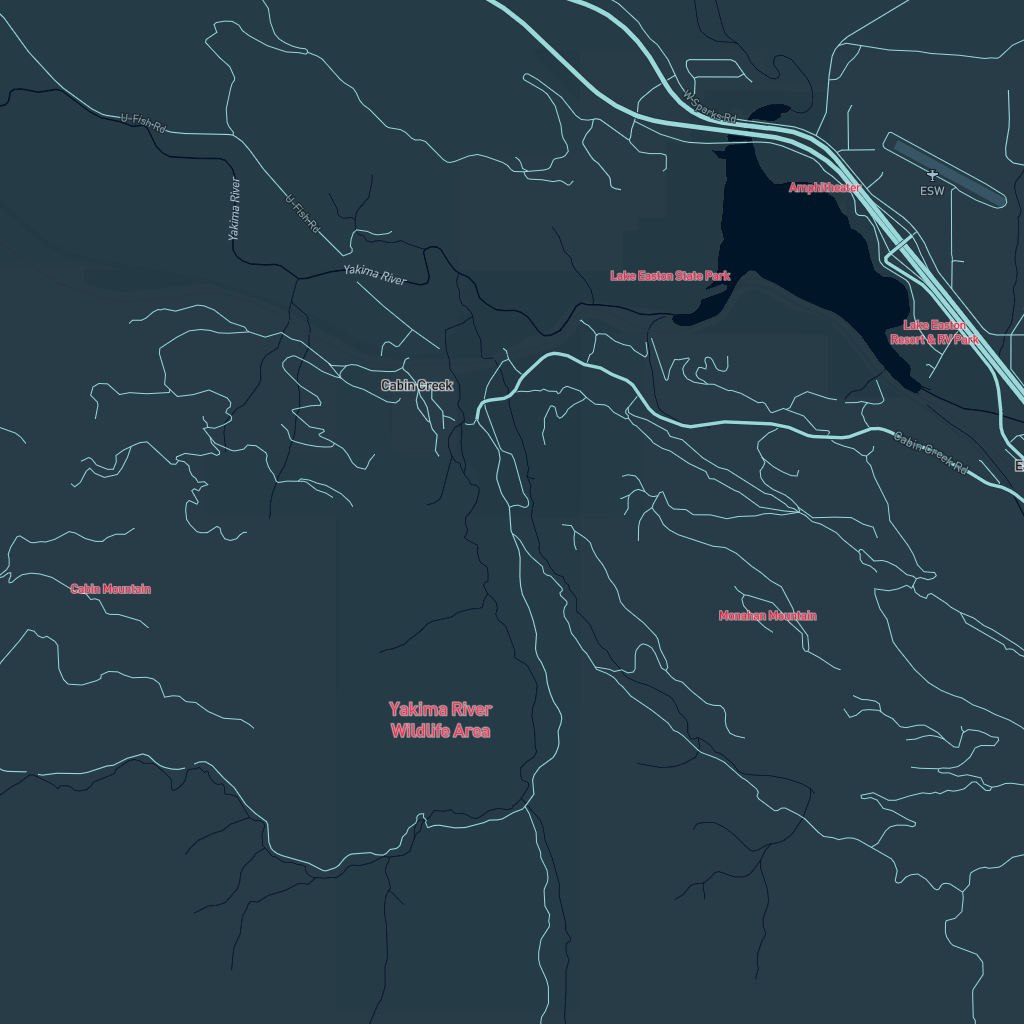 W Sparks Rd
U-Fish Rd
Amphitheater
ESW
Yakima River
U-Fish Rd
Yakima River
Lake Easton State Park
Lake Easton
Resort & RV Park
Cabin Creek
Cabin Creek Rd
Cabin Mountain
Monahan Mountain
Yakima River
Wildlife Area